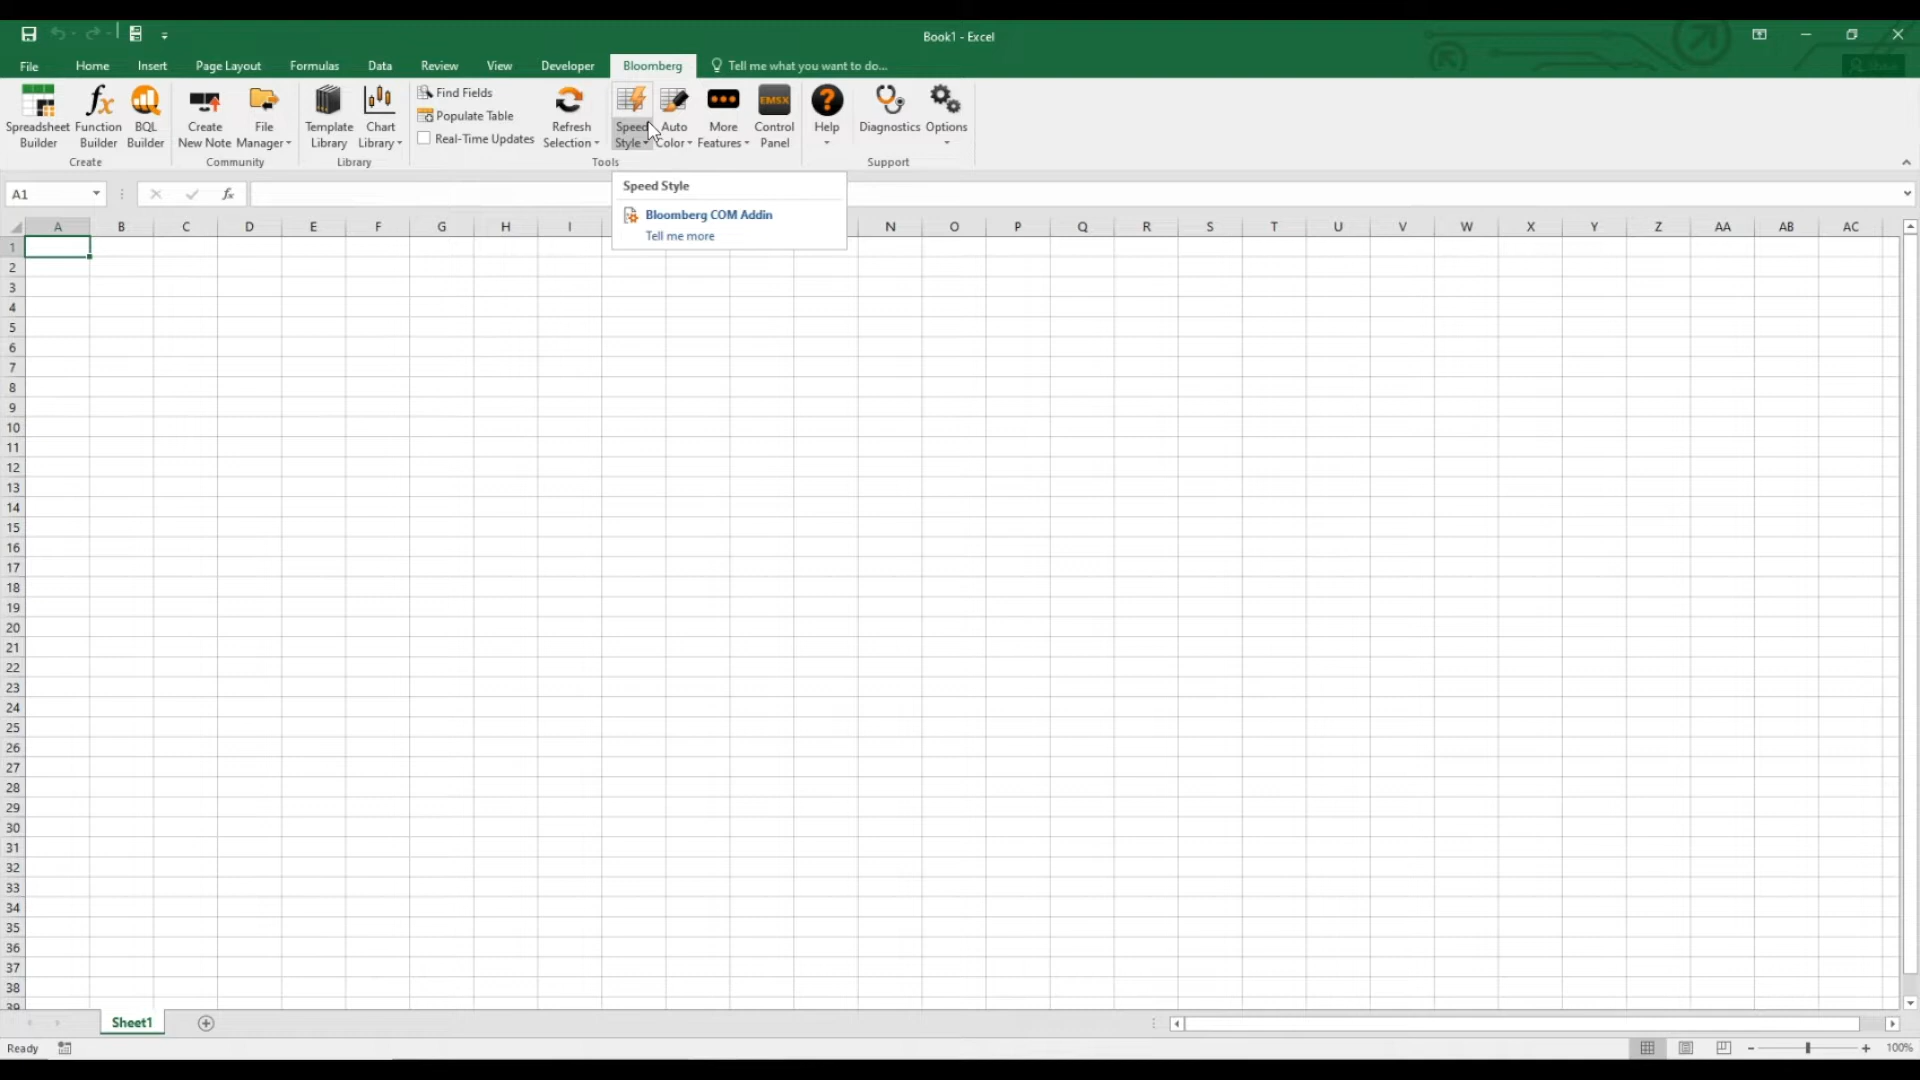 Book1 - Excel
File Home Insert Page Layout Formulas Data Review View Developer Bloomberg Tell me what you want to do...
Share
Spreadsheet Builder
Function Builder
BQL Builder
Create
Create New Note
File Manager
Community
Template Library
Chart Library
Library
Find Fields
Populate Table
Real-Time Updates
Refresh Selection
Speed Style
Auto Color
More Features
EMSX
Control Panel
Tools
Help
Diagnostics
Options
Support
A1
fx
Speed Style
Bloomberg COM Addin
Tell me more
A B C D E F G H I N O P Q R S T U V W X Y Z AA AB AC
1
2
3
4
5
6
7
8
9
10
11
12
13
14
15
16
17
18
19
20
21
22
23
24
25
26
27
28
29
30
31
32
33
34
35
36
37
38
39
Sheet1
Ready
100%